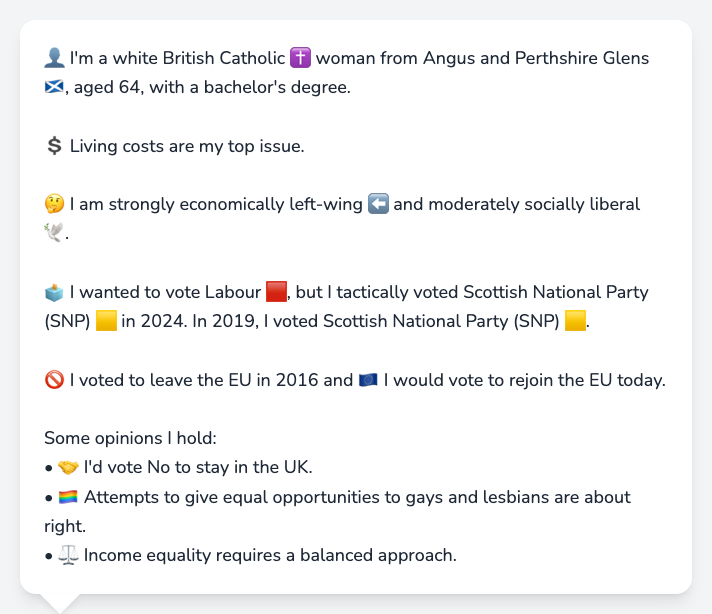 👤 I'm a white British Catholic ✝️ woman from Angus and Perthshire Glens
🏴󠁧󠁢󠁳󠁣󠁴󠁿, aged 64, with a bachelor's degree.
💲 Living costs are my top issue.
🤔 I am strongly economically left-wing ⬅️ and moderately socially liberal
🕊️.
🗳️ I wanted to vote Labour 🟥, but I tactically voted Scottish National Party
(SNP) 🟨 in 2024. In 2019, I voted Scottish National Party (SNP) 🟨.
🚫 I voted to leave the EU in 2016 and 🇪🇺 I would vote to rejoin the EU today.
Some opinions I hold:
• 🤝 I'd vote No to stay in the UK.
• 🏳️‍🌈 Attempts to give equal opportunities to gays and lesbians are about
right.
• ⚖️ Income equality requires a balanced approach.